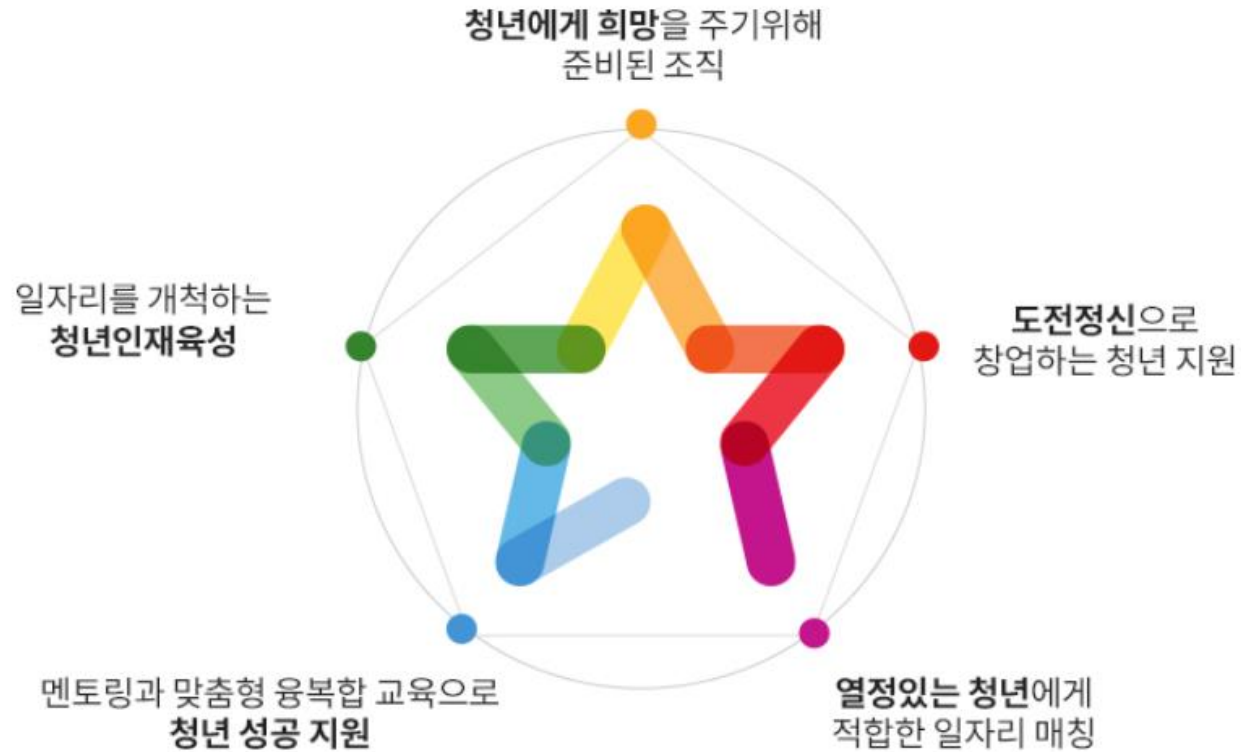 청년에게 희망을 주기위해
준비된 조직
일자리를 개척하는
청년인재육성
도전정신으로
창업하는 청년 지원
멘토링과 맞춤형 융복합 교육으로
청년 성공 지원
열정있는 청년에게
적합한 일자리 매칭